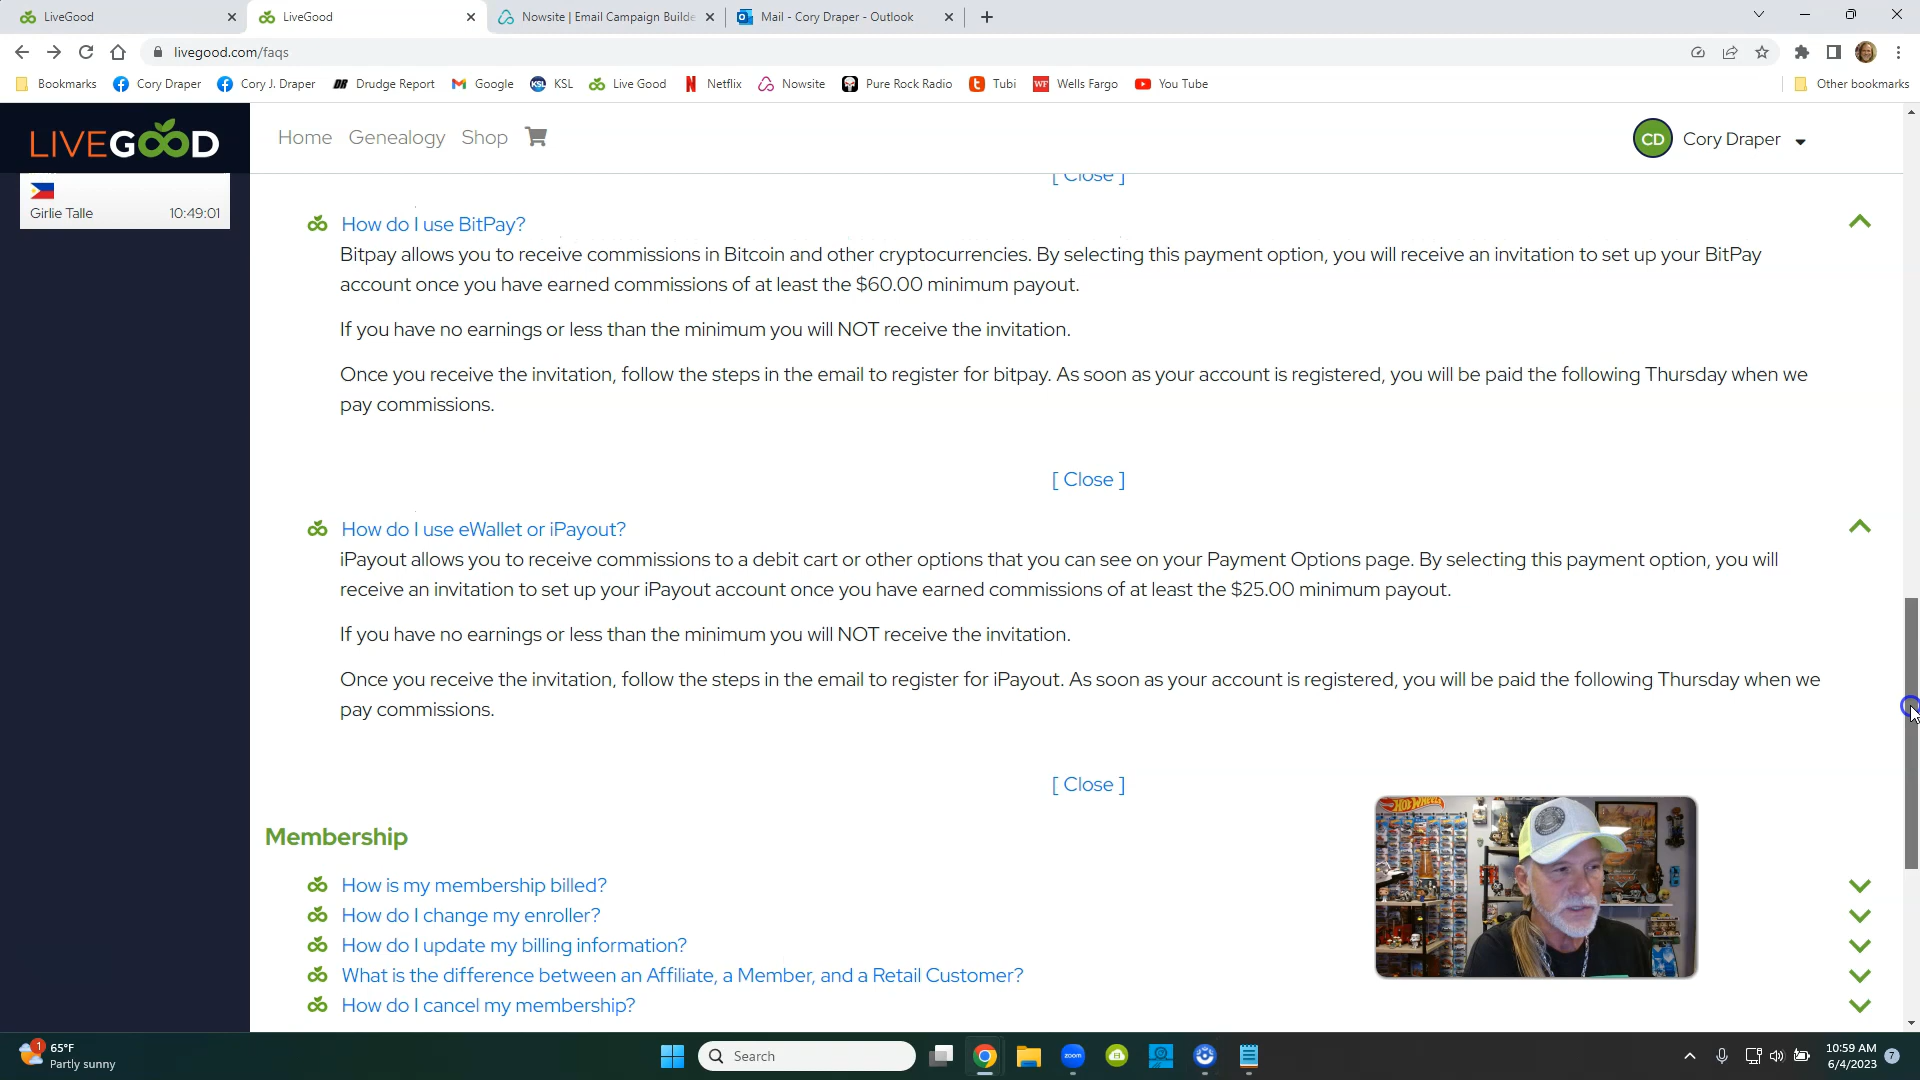 LiveGood
LiveGood
Nowsite | Email Campaign Builde
Mail - Cory Draper - Outlook
livegood.com/faqs
Bookmarks
Cory Draper
Cory J. Draper
Drudge Report
Google
KSL
Live Good
Netflix
Nowsite
Pure Rock Radio
Tubi
Wells Fargo
You Tube
Other bookmarks
LIVEGOOD
Home Genealogy Shop
CD Cory Draper
Girlie Talle 10:49:01
[ Close ]
How do I use BitPay?
Bitpay allows you to receive commissions in Bitcoin and other cryptocurrencies. By selecting this payment option, you will receive an invitation to set up your BitPay
account once you have earned commissions of at least the $60.00 minimum payout.
If you have no earnings or less than the minimum you will NOT receive the invitation.
Once you receive the invitation, follow the steps in the email to register for bitpay. As soon as your account is registered, you will be paid the following Thursday when we
pay commissions.
[ Close ]
How do I use eWallet or iPayout?
iPayout allows you to receive commissions to a debit cart or other options that you can see on your Payment Options page. By selecting this payment option, you will
receive an invitation to set up your iPayout account once you have earned commissions of at least the $25.00 minimum payout.
If you have no earnings or less than the minimum you will NOT receive the invitation.
Once you receive the invitation, follow the steps in the email to register for iPayout. As soon as your account is registered, you will be paid the following Thursday when we
pay commissions.
[ Close ]
HOT WHEELS
Membership
How is my membership billed?
How do I change my enroller?
How do I update my billing information?
What is the difference between an Affiliate, a Member, and a Retail Customer?
How do I cancel my membership?
1
65°F
Partly sunny
Search
zoom
10:59 AM
6/4/2023
7